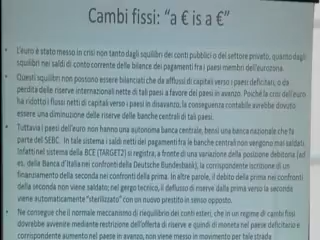 Cambi fissi: "a € is a €"
• L'euro è stato messo in crisi non tanto dagli squilibri dei conti pubblici o del settore privato, quanto dagli
squilibri nei saldi di conto corrente della bilancia dei pagamenti fra i paesi membri dell'eurozona.
• Questi squilibri non possono essere bilanciati che da afflussi di capitali verso i paesi deficitari, o da
perdita delle riserve internazionali nette di tali paesi a favore dei paesi in avanzo. Poiché la crisi dell'euro
ha ridotto i flussi netti di capitali verso i paesi in disavanzo, la conseguenza contabile avrebbe dovuto
essere una diminuzione delle riserve delle banche centrali di tali paesi.
• Tuttavia i paesi dell'euro non hanno una autonoma banca centrale, bensì una banca nazionale che fa
parte del SEBC. In tale sistema i saldi dei pagamenti fra le banche centrali non vengono mai saldati.
Infatti nel sistema della BCE (TARGET2) si registra, a fronte di una variazione della posizione debitoria (ad
es. della Banca d'Italia nei confronti della Deutsche Bundesbank), la corrispondente iscrizione di un
finanziamento della seconda nei confronti della prima. In altre parole, il debito della prima nei confronti
della seconda non viene saldato; nel gergo tecnico, il deflusso di riserve dalla prima verso la seconda
viene automaticamente "sterilizzato" con un nuovo prestito in senso opposto.
• Ne consegue che il normale meccanismo di riequilibrio dei conti esteri, che in un regime di cambi fissi
dovrebbe avvenire mediante restrizione dell'offerta di riserve e quindi di moneta nel paese deficitario e
corrispondente aumento nel paese in avanzo, non viene messo in movimento per tale strada.